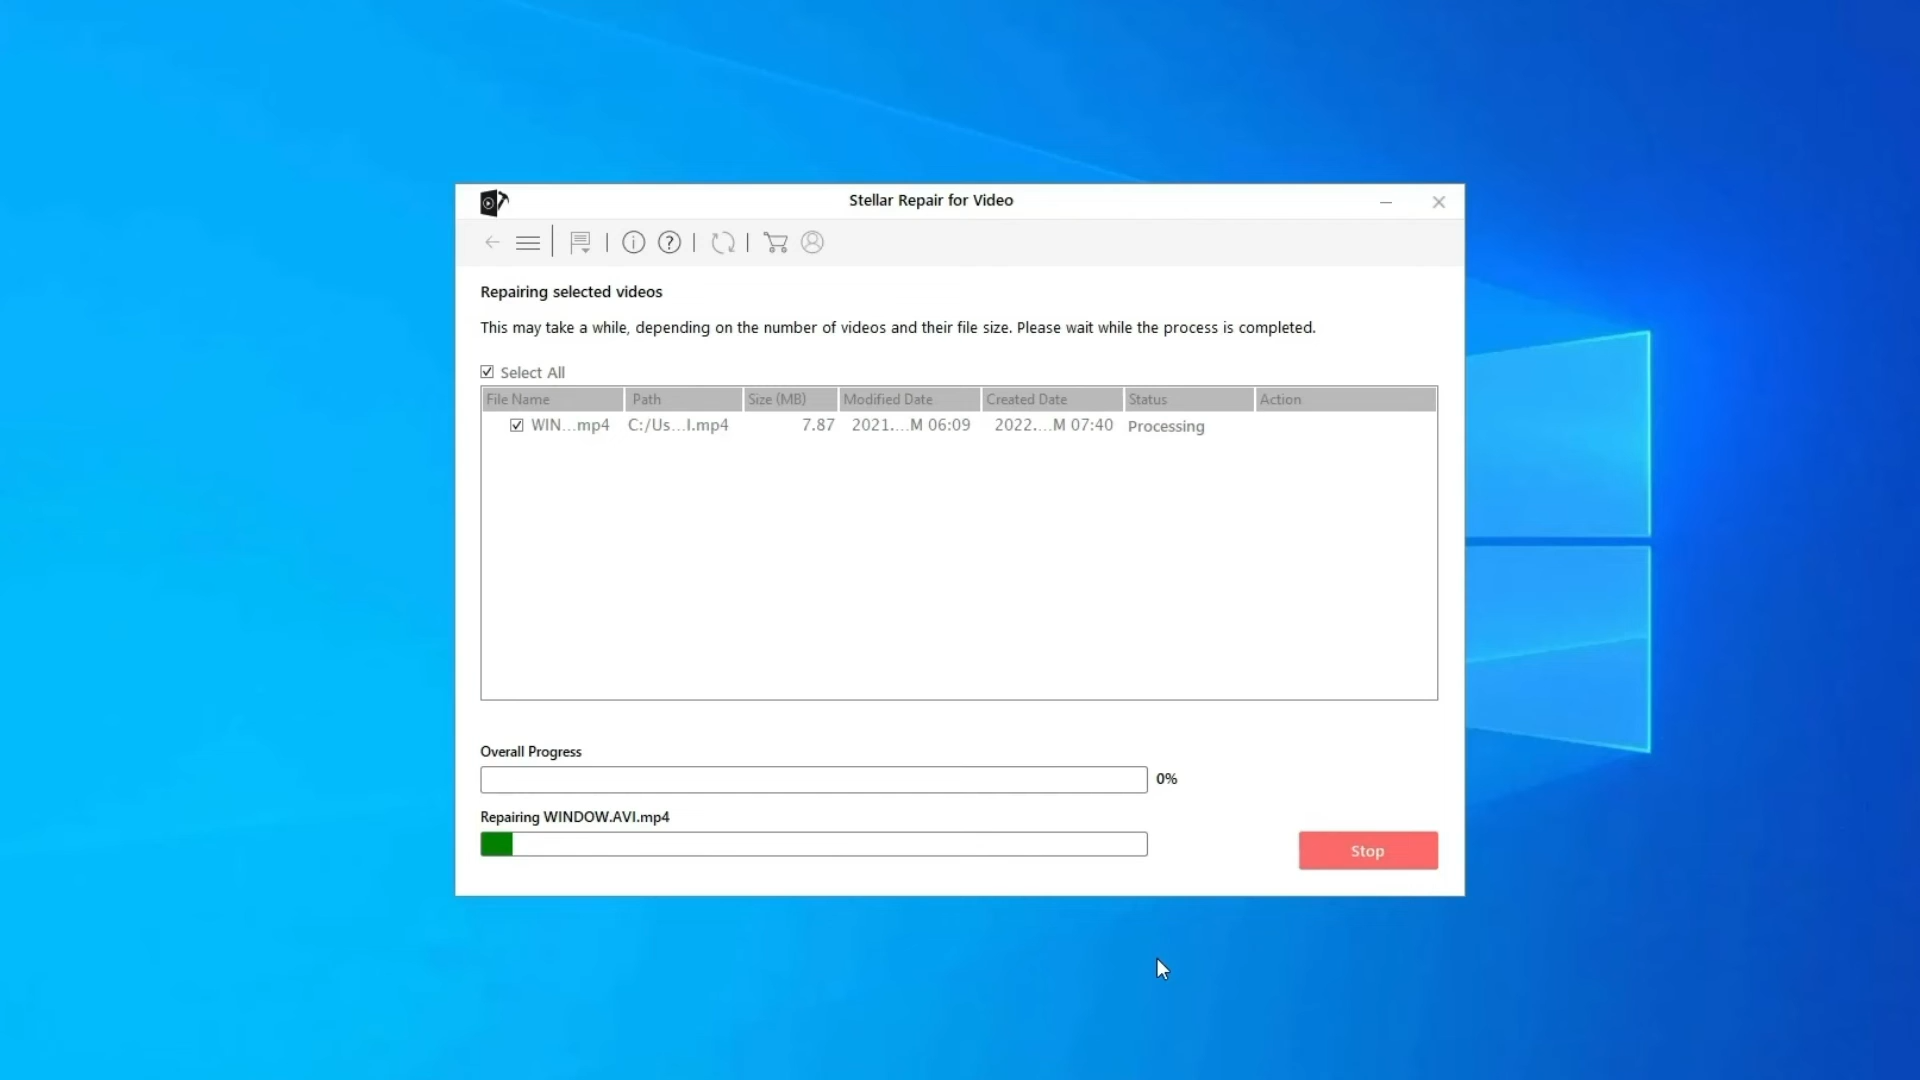 Stellar Repair for Video
Repairing selected videos
This may take a while, depending on the number of videos and their file size. Please wait while the process is completed.
Select All
File Name Path Size (MB) Modified Date Created Date Status Action
WIN...mp4 C:/Us...I.mp4 7.87 2021....M 06:09 2022....M 07:40 Processing
Overall Progress
0%
Repairing WINDOW.AVI.mp4
Stop